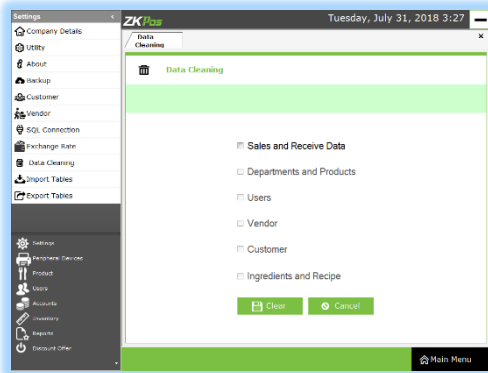 Settings
Company Details
Utility
About
Backup
Customer
Vendor
SQL Connection
Exchange Rate
Data Cleaning
Import Tables
Export Tables
Settings
Peripheral Devices
Product
Users
Accounts
Inventory
Reports
Discount Offer
ZKPos
Tuesday, July 31, 2018 3:27
Data
Cleaning
x
Data Cleaning
Sales and Receive Data
Departments and Products
Users
Vendor
Customer
Ingredients and Recipe
Clear
Cancel
Main Menu